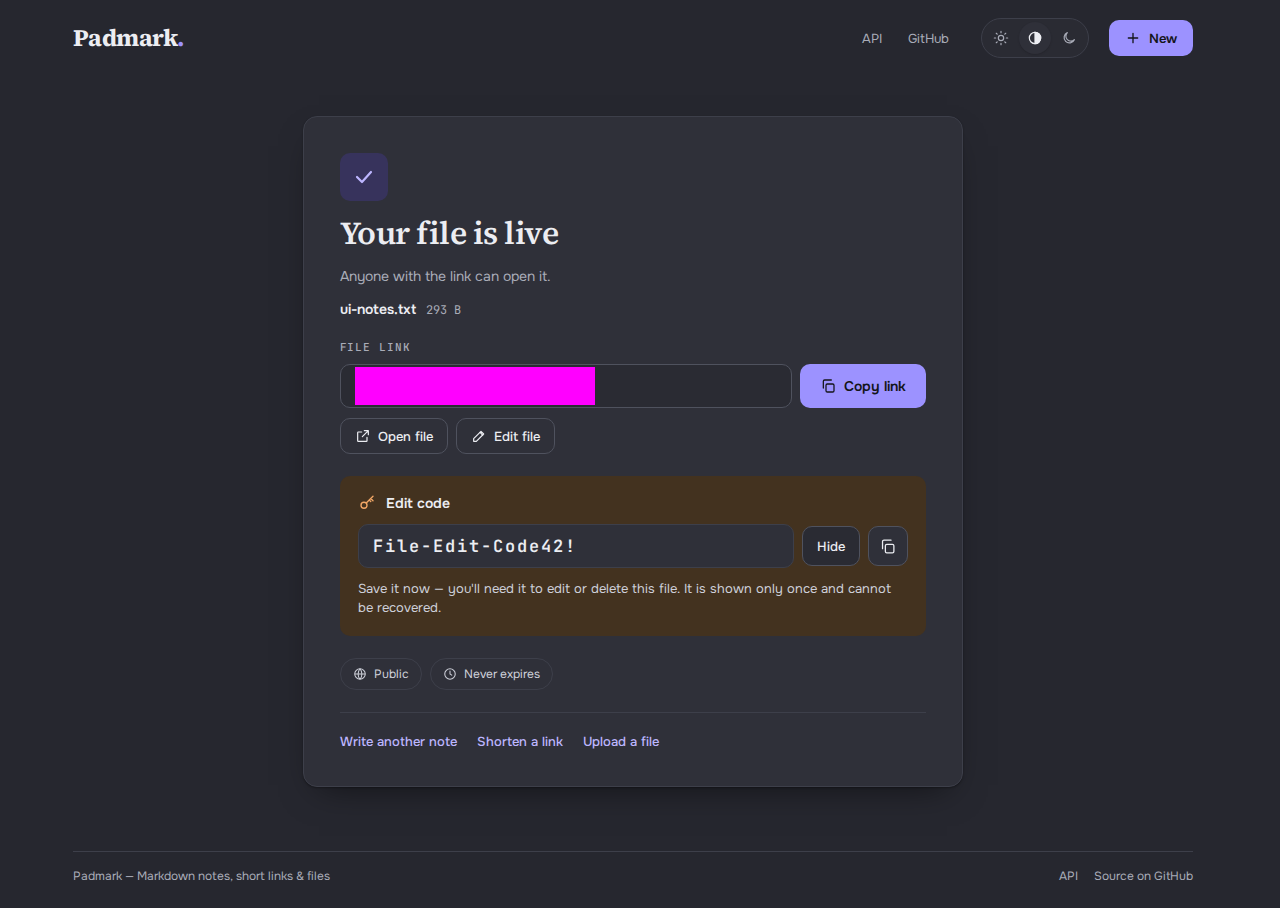 Padmark.
API
GitHub
New
Your file is live
Anyone with the link can open it.
ui-notes.txt 293 B
FILE LINK
Copy link
Open file
Edit file
Edit code
File-Edit-Code42!
Hide
Save it now — you'll need it to edit or delete this file. It is shown only once and cannot
be recovered.
Public
Never expires
Write another note
Shorten a link
Upload a file
Padmark — Markdown notes, short links & files
API
Source on GitHub